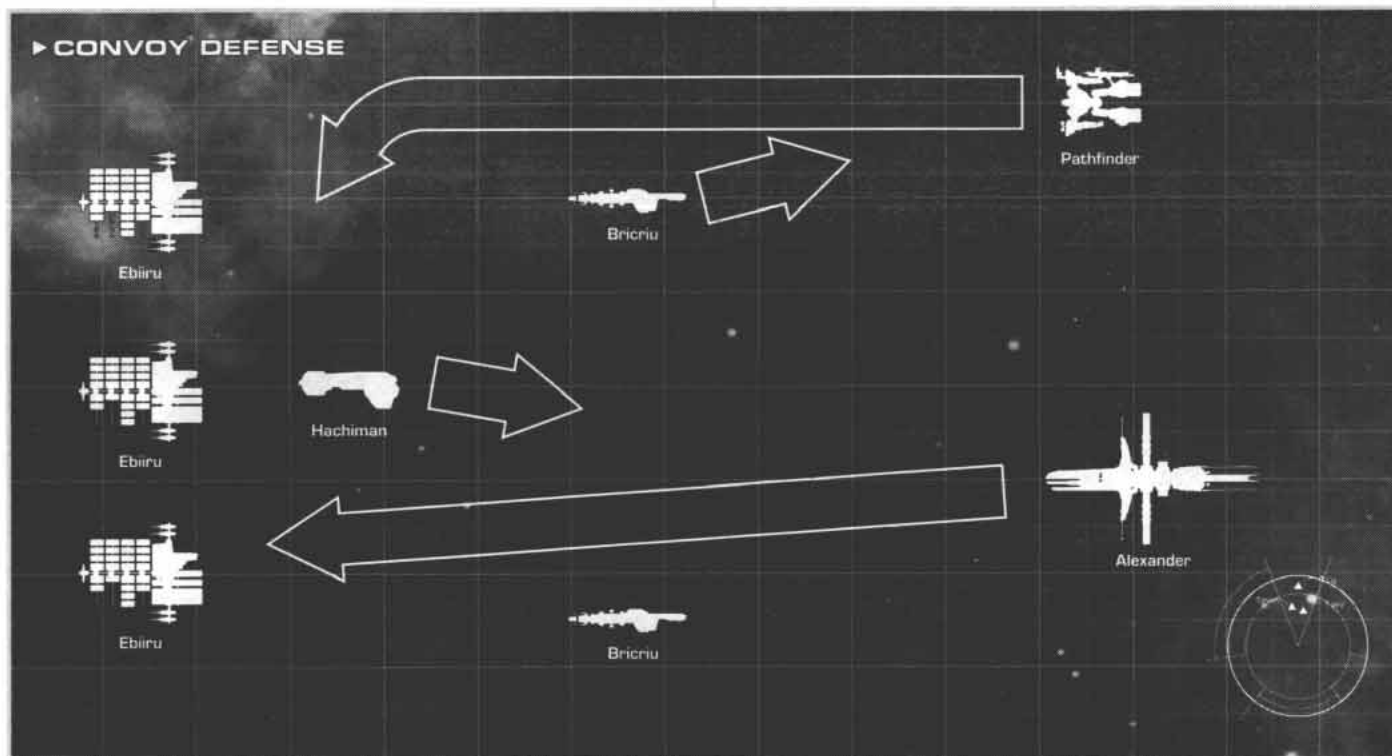 CONVOY DEFENSE
Pathfinder
Bricriu
Ebiiru
Hachiman
Ebiiru
Alexander
Ebiiru
Bricriu